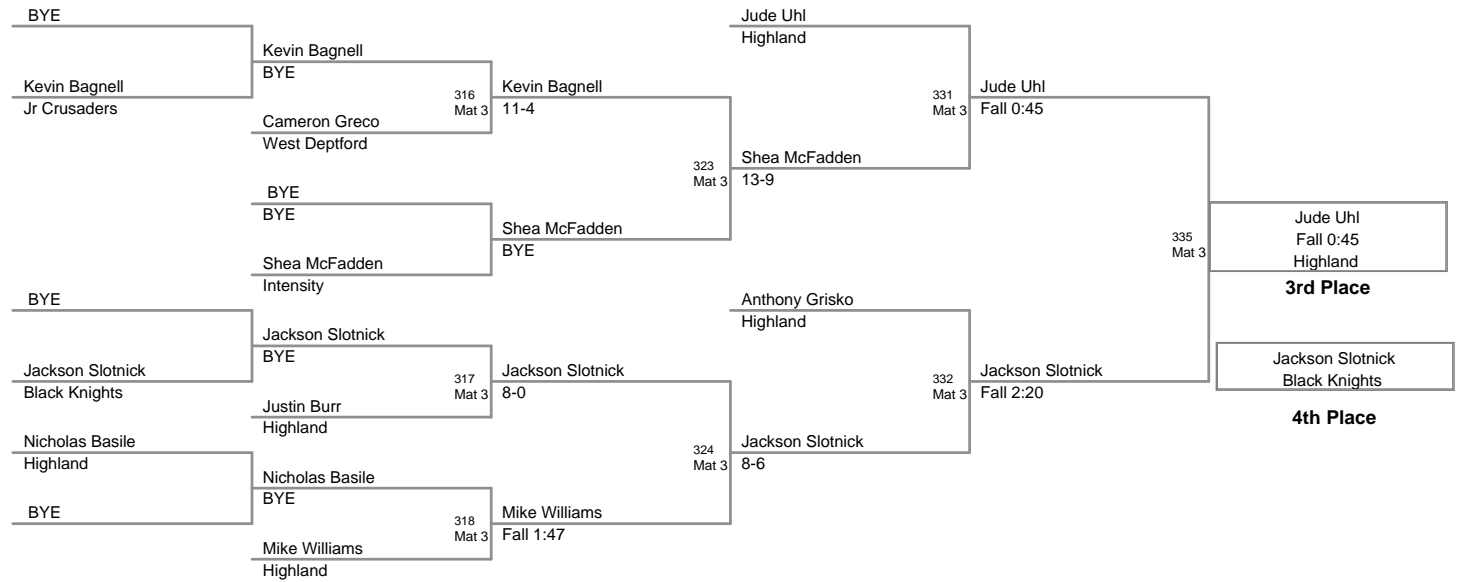 BYE
Kevin Bagnell
Jr Crusaders
Kevin Bagnell
BYE
Cameron Greco
West Deptford
316
Mat 3
Kevin Bagnell
11-4
BYE
BYE
Shea McFadden
Intensity
Shea McFadden
BYE
323
Mat 3
Jude Uhl
Highland
Shea McFadden
13-9
331
Mat 3
Jude Uhl
Fall 0:45
BYE
Jackson Slotnick
Black Knights
Jackson Slotnick
BYE
Justin Burr
Highland
317
Mat 3
Jackson Slotnick
8-0
Nicholas Basile
Highland
BYE
Nicholas Basile
BYE
Mike Williams
Highland
318
Mat 3
Mike Williams
Fall 1:47
324
Mat 3
Anthony Grisko
Highland
Jackson Slotnick
8-6
332
Mat 3
Jackson Slotnick
Fall 2:20
335
Mat 3
Jude Uhl
Fall 0:45
Highland
3rd Place
Jackson Slotnick
Black Knights
4th Place